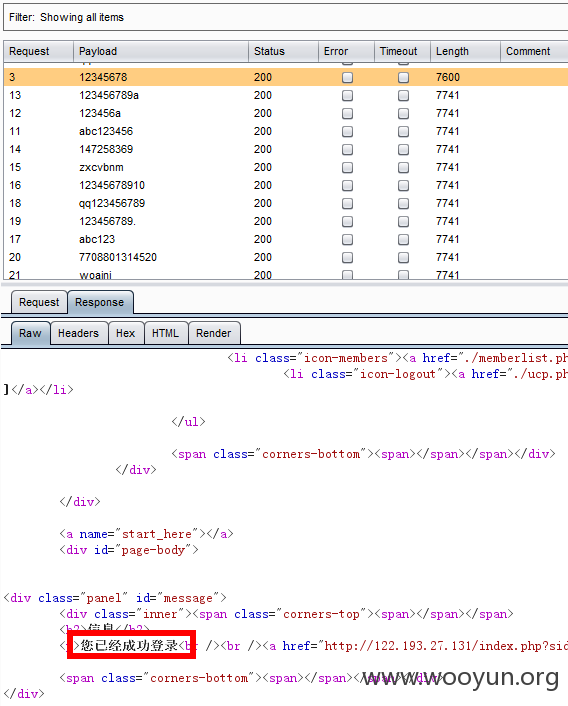 Filter: Showing all items
Request Payload Status Error Timeout Length Comment
3 12345678 200 7600
13 123456789a 200 7741
12 123456a 200 7741
11 abc123456 200 7741
14 147258369 200 7741
15 zxcvbnm 200 7741
16 12345678910 200 7741
18 qq123456789 200 7741
19 123456789. 200 7741
17 abc123 200 7741
20 7708801314520 200 7741
21 woaini 200 7741
Request Response
Raw Headers Hex HTML Render
<li class="icon-members"><a href="./memberlist.ph
<li class="icon-logout"><a href="./ucp.ph
]</a></li>
</ul>
<span class="corners-bottom"><span></span></span></div>
</div>
</div>
<a name="start_here"></a>
<div id="page-body">
<div class="panel" id="message">
<div class="inner"><span class="corners-top"><span></span></span>
信息</h2>
>您已经成功登录<br /><br /><a href="http://122.193.27.131/index.php?sid
<span class="corners-bottom"><span></span></span></div>
</div>
www.wooyun.org